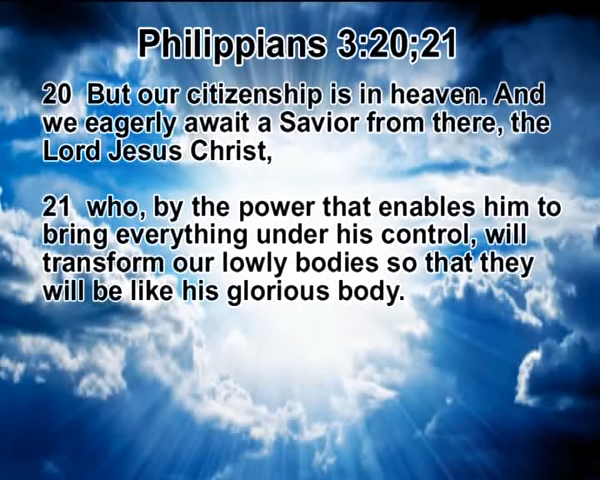 Philippians 3:20;21
20 But our citizenship is in heaven. And
we eagerly await a Savior from there, the
Lord Jesus Christ,
21 who, by the power that enables him to
bring everything under his control, will
transform our lowly bodies so that they
will be like his glorious body.